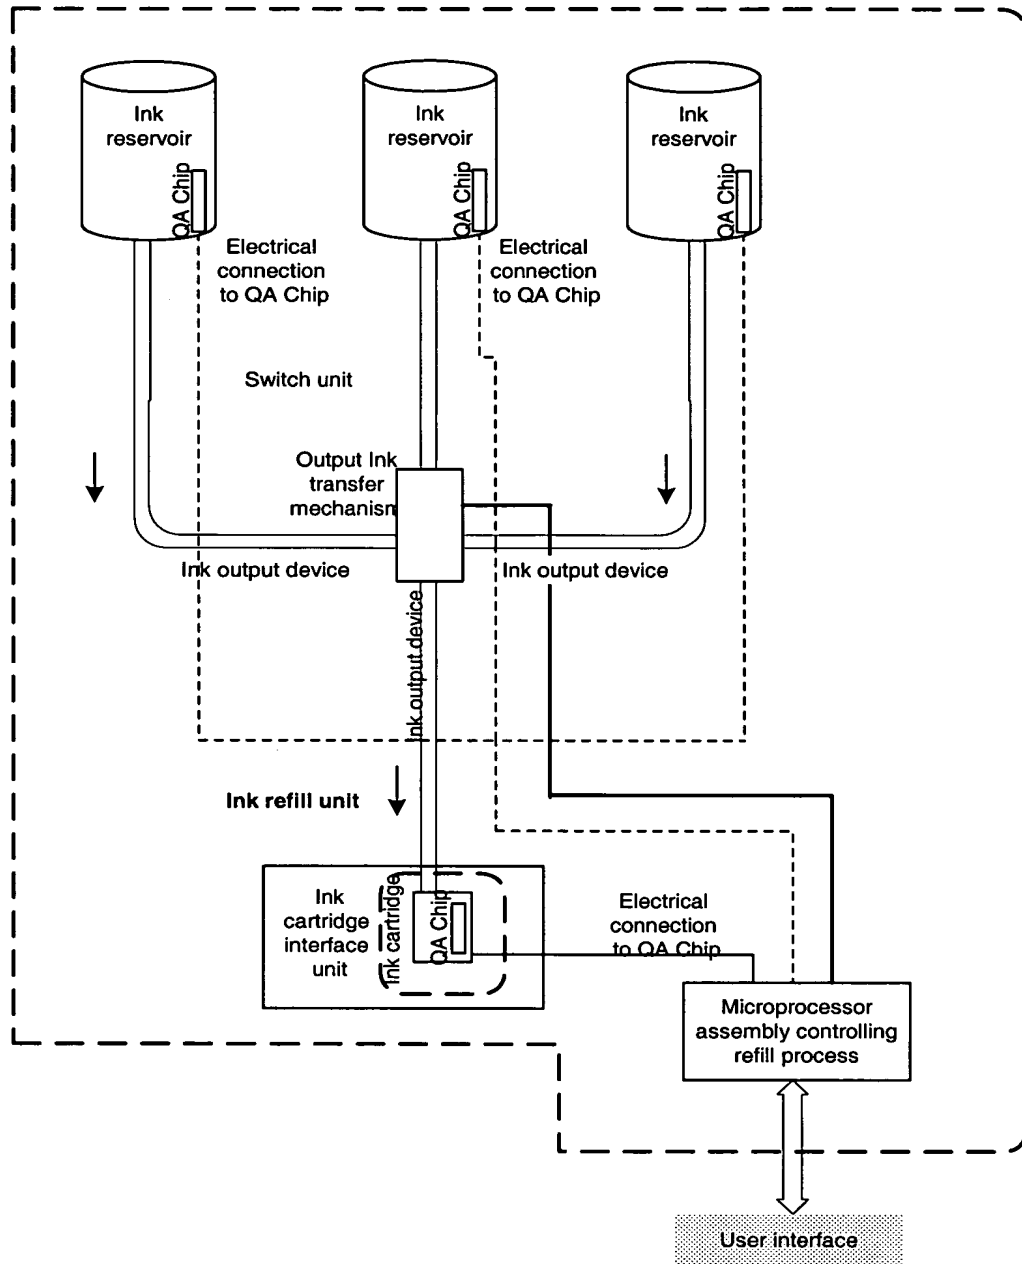 Ink
reservoir
QA Chip
Ink
reservoir
QA Chip
Ink
reservoir
QA Chip
Electrical
connection
to QA Chip
Electrical
connection
to QA Chip
Switch unit
Output Ink
transfer
mechanism
Ink output device
Ink output device
Ink output device
Ink refill unit
Ink
cartridge
interface
unit
Ink cartridge
QA Chip
Electrical
connection
to QA Chip
Microprocessor
assembly controlling
refill process
User interface